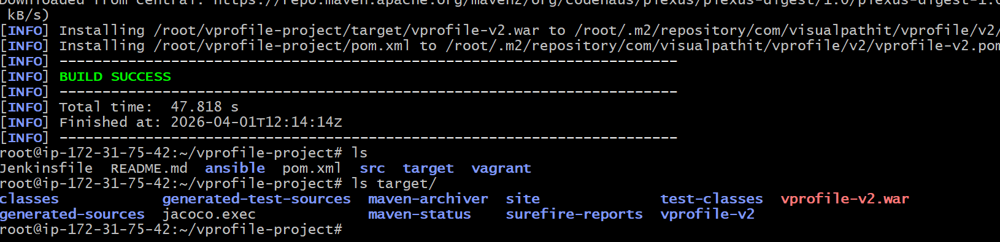 Downloaded from central: https://repo.maven.apache.org/maven2/org/codehaus/plexus/plexus-digest/1.0/plexus-digest-1.0
kB/s)
[INFO] Installing /root/vprofile-project/target/vprofile-v2.war to /root/.m2/repository/com/visualpathit/vprofile/v2/
[INFO] Installing /root/vprofile-project/pom.xml to /root/.m2/repository/com/visualpathit/vprofile/v2/vprofile-v2.pom
[INFO] ------------------------------------------------------------------------
[INFO] BUILD SUCCESS
[INFO] ------------------------------------------------------------------------
[INFO] Total time:  47.818 s
[INFO] Finished at: 2026-04-01T12:14:14Z
[INFO] ------------------------------------------------------------------------
root@ip-172-31-75-42:~/vprofile-project# ls
Jenkinsfile  README.md  ansible  pom.xml  src  target  vagrant
root@ip-172-31-75-42:~/vprofile-project# ls target/
classes            generated-test-sources  maven-archiver  site              test-classes  vprofile-v2.war
generated-sources  jacoco.exec             maven-status    surefire-reports  vprofile-v2
root@ip-172-31-75-42:~/vprofile-project#